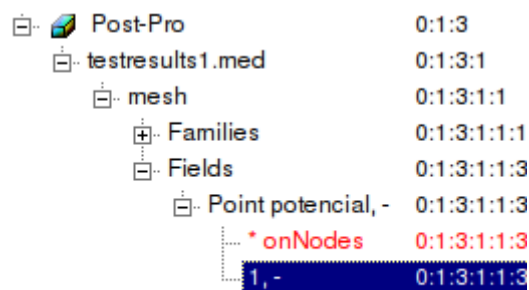 Post-Pro 0:1:3
testresults1.med 0:1:3:1
mesh 0:1:3:1:1
Families 0:1:3:1:1:1
Fields 0:1:3:1:1:3
Point potencial, - 0:1:3:1:1:3
* onNodes 0:1:3:1:1:3
1, - 0:1:3:1:1:3